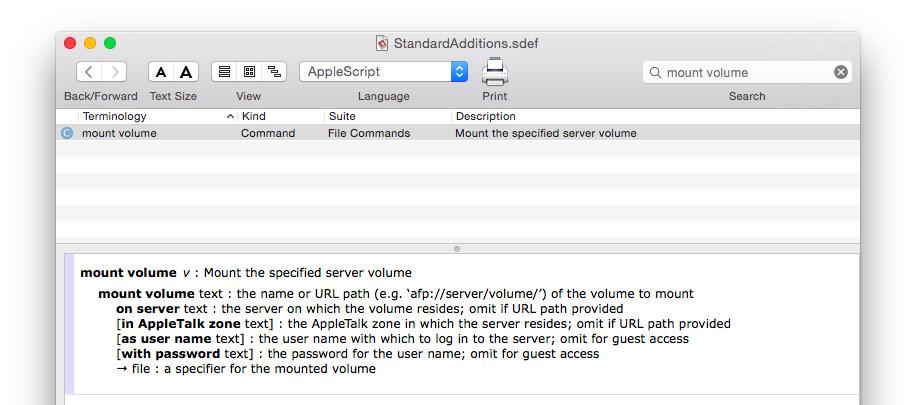 StandardAdditions.sdef
A A AppleScript mount volume
Back/Forward Text Size View Language Print Search
Terminology Kind Suite Description
C mount volume Command File Commands Mount the specified server volume
mount volume v : Mount the specified server volume
mount volume text : the name or URL path (e.g. ‘afp://server/volume/’) of the volume to mount
on server text : the server on which the volume resides; omit if URL path provided
[in AppleTalk zone text] : the AppleTalk zone in which the server resides; omit if URL path provided
[as user name text] : the user name with which to log in to the server; omit for guest access
[with password text] : the password for the user name; omit for guest access
→ file : a specifier for the mounted volume